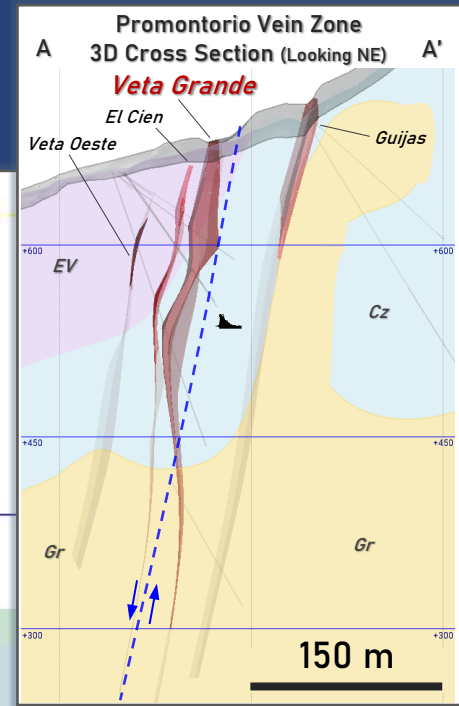 Promontorio Vein Zone
A
3D Cross Section (Looking NE)
A'
Veta Grande
El Cien
Veta Oeste
Guijas
+600
+600
EV
Cz
+450
+450
Gr
Gr
+300
+300
150 m